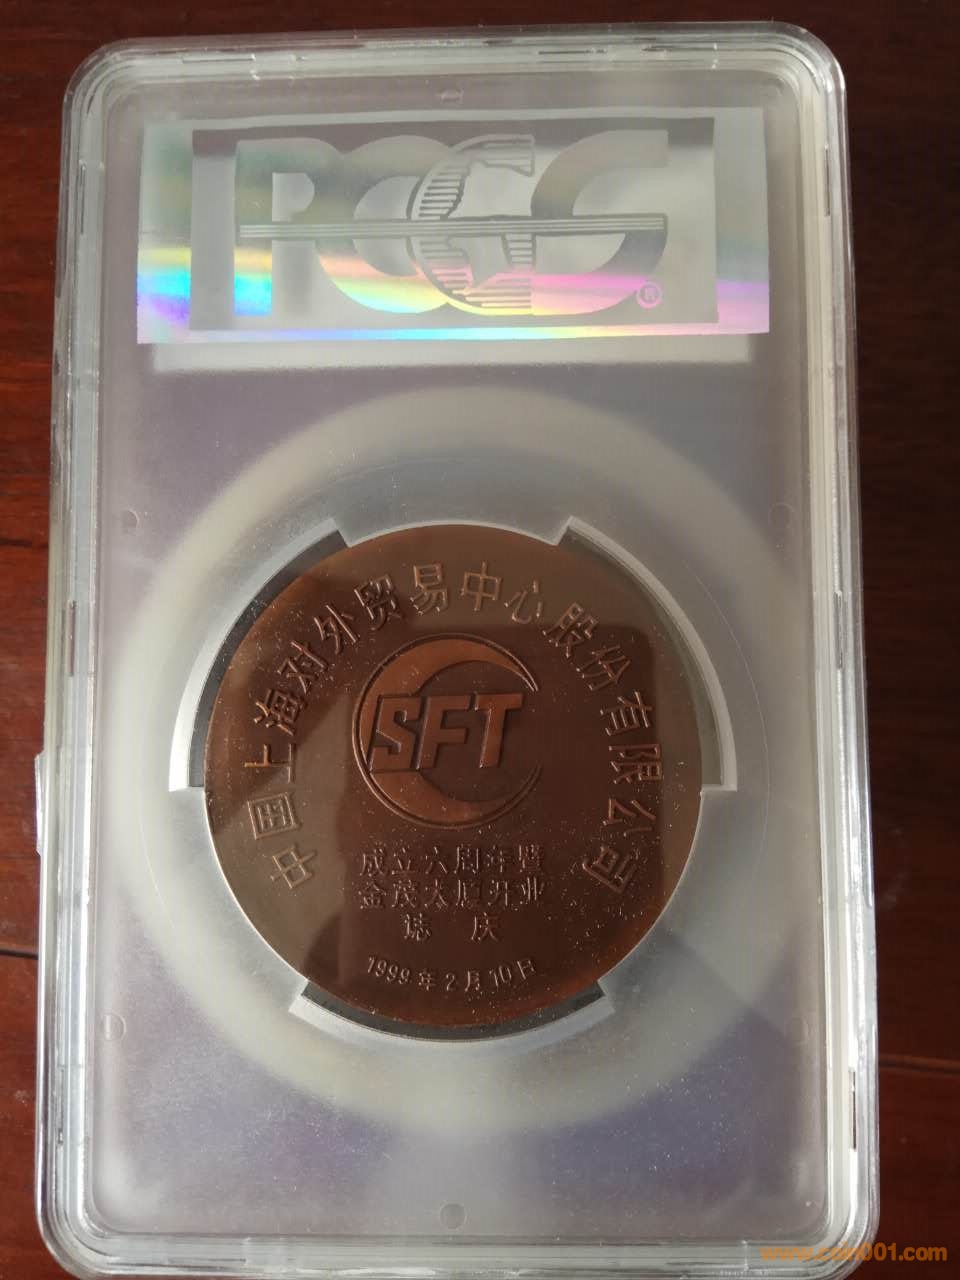 PCGS
®
中国上海对外贸易中心股份有限公司
SFT
成立六周年暨
金茂大厦开业
志 庆
1999年2月10日
www.coin001.com